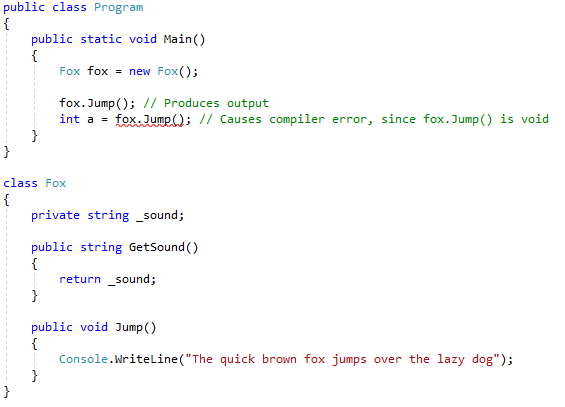 public class Program
{
    public static void Main()
    {
        Fox fox = new Fox();

        fox.Jump(); // Produces output
        int a = fox.Jump(); // Causes compiler error, since fox.Jump() is void
    }
}

class Fox
{
    private string _sound;

    public string GetSound()
    {
        return _sound;
    }

    public void Jump()
    {
        Console.WriteLine("The quick brown fox jumps over the lazy dog");
    }
}